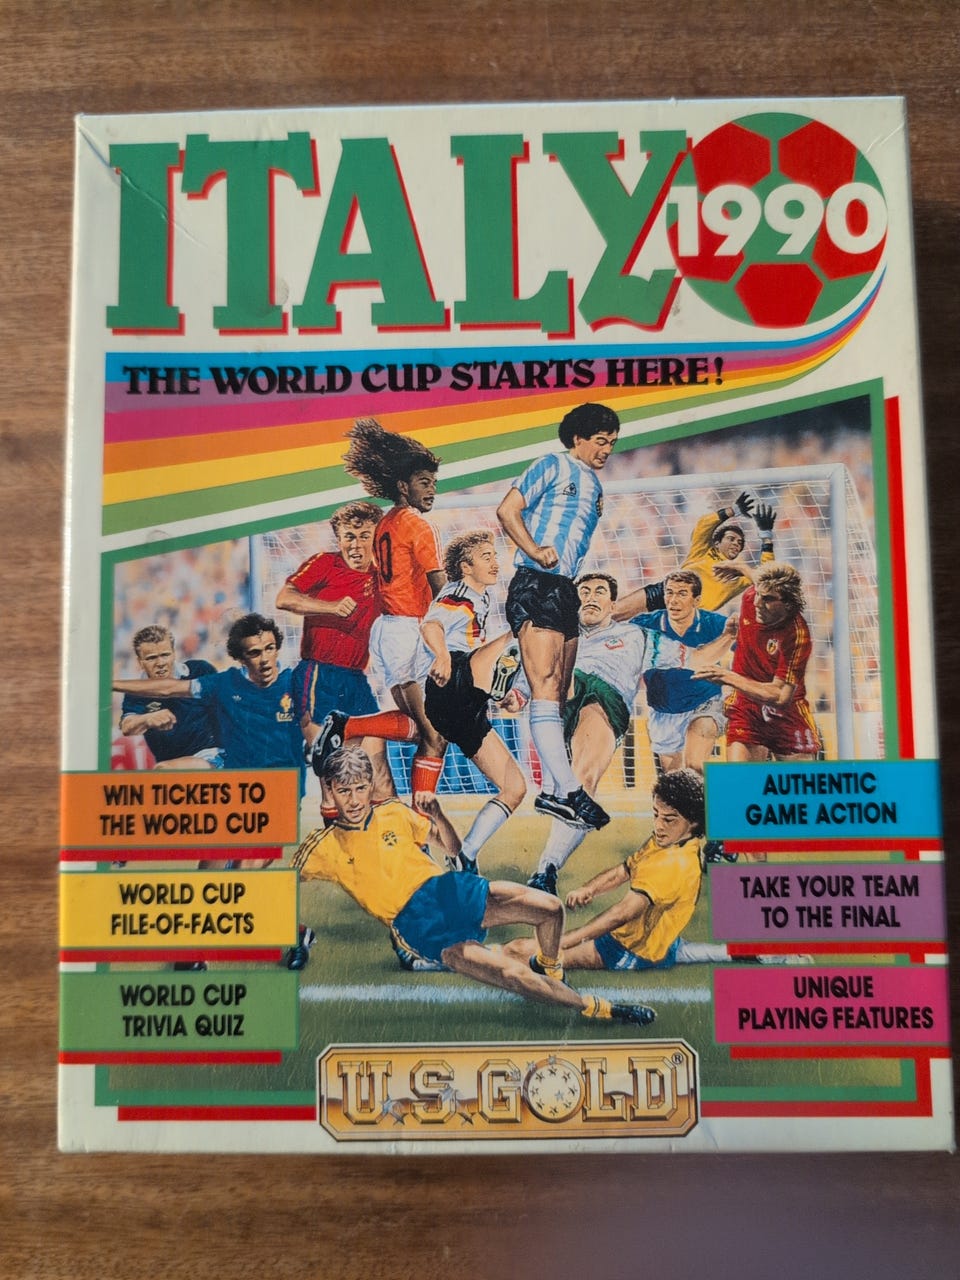 ITALY 1990
THE WORLD CUP STARTS HERE!
WIN TICKETS TO
THE WORLD CUP
WORLD CUP
FILE-OF-FACTS
WORLD CUP
TRIVIA QUIZ
AUTHENTIC
GAME ACTION
TAKE YOUR TEAM
TO THE FINAL
UNIQUE
PLAYING FEATURES
U.S. GOLD®